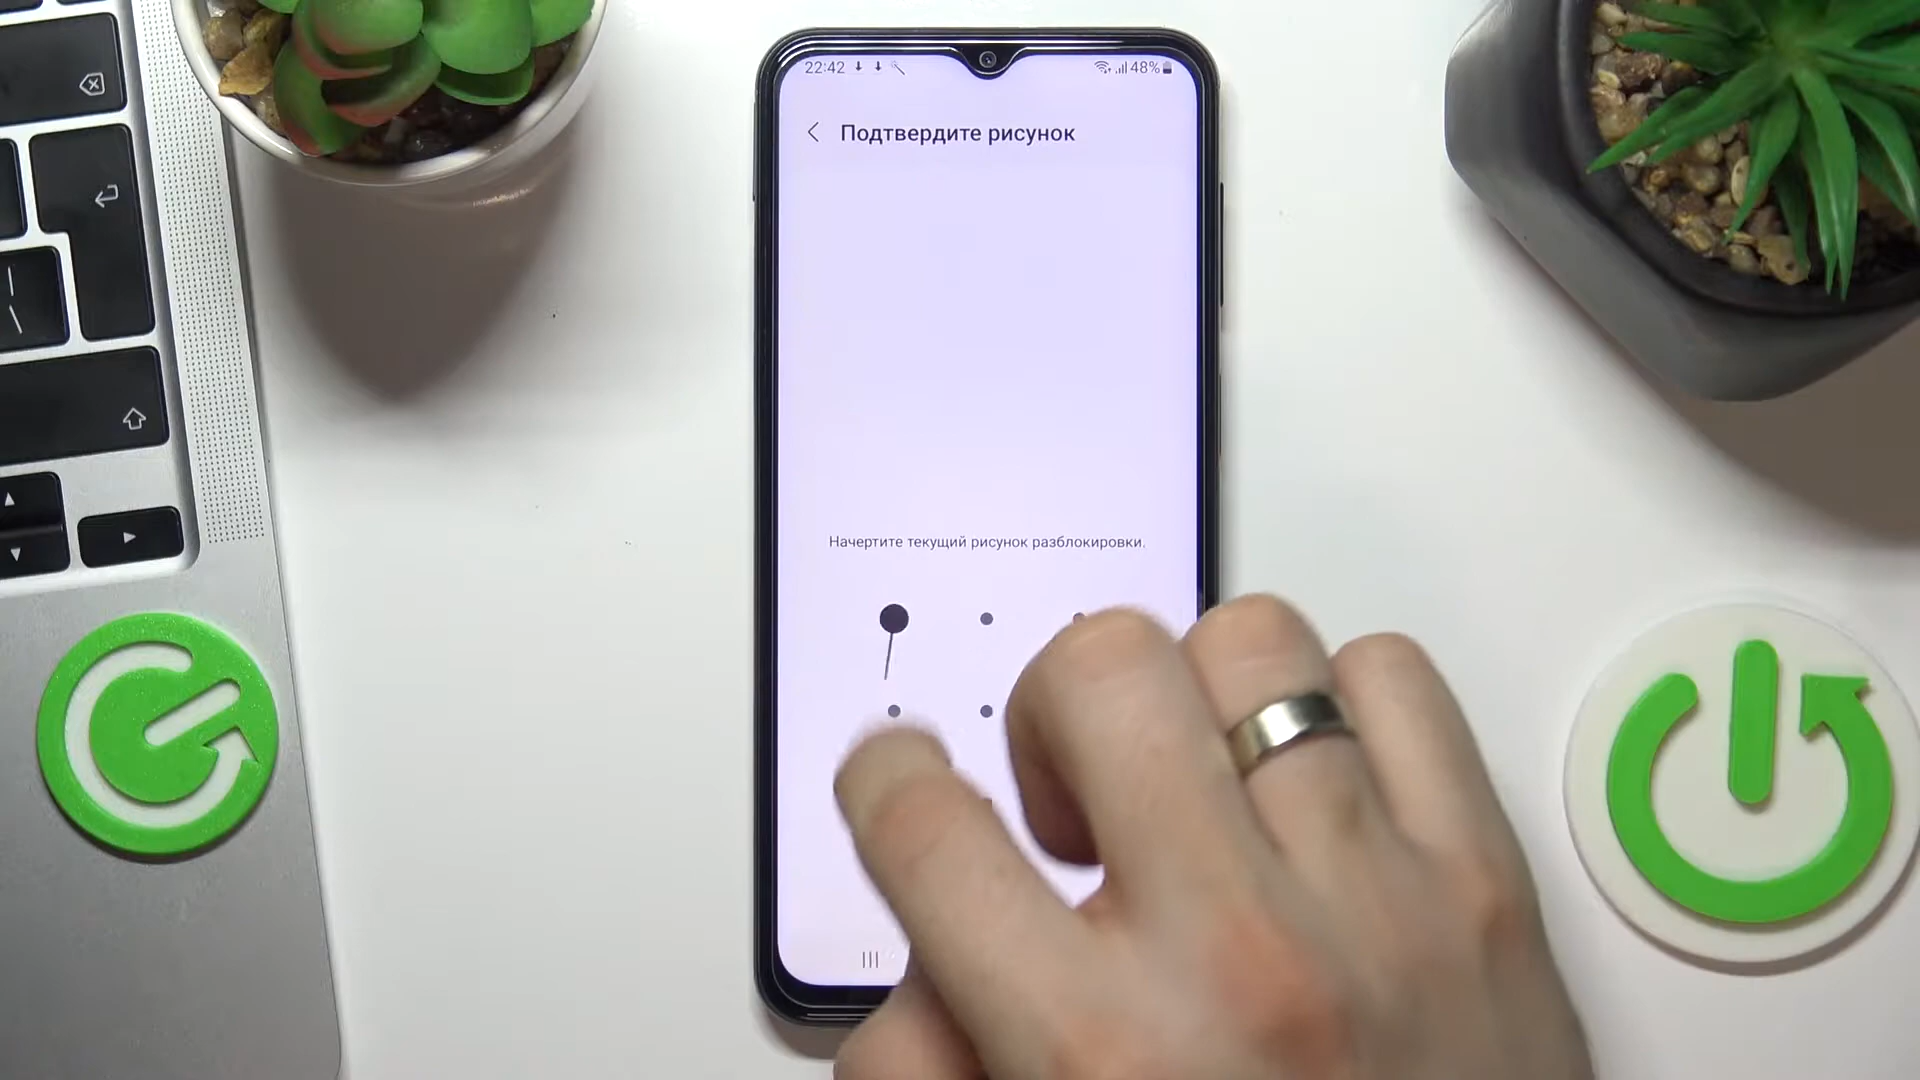 22:42
48%
Подтвердите рисунок
Начертите текущий рисунок разблокировки.